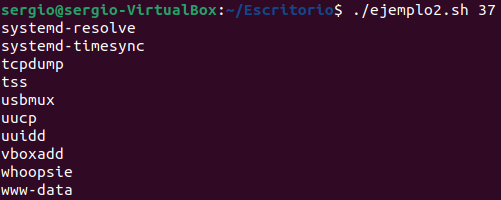 sergio@sergio-VirtualBox:~/Escritorio$ ./ejemplo2.sh 37
systemd-resolve
systemd-timesync
tcpdump
tss
usbmux
uucp
uuidd
vboxadd
whoopsie
www-data